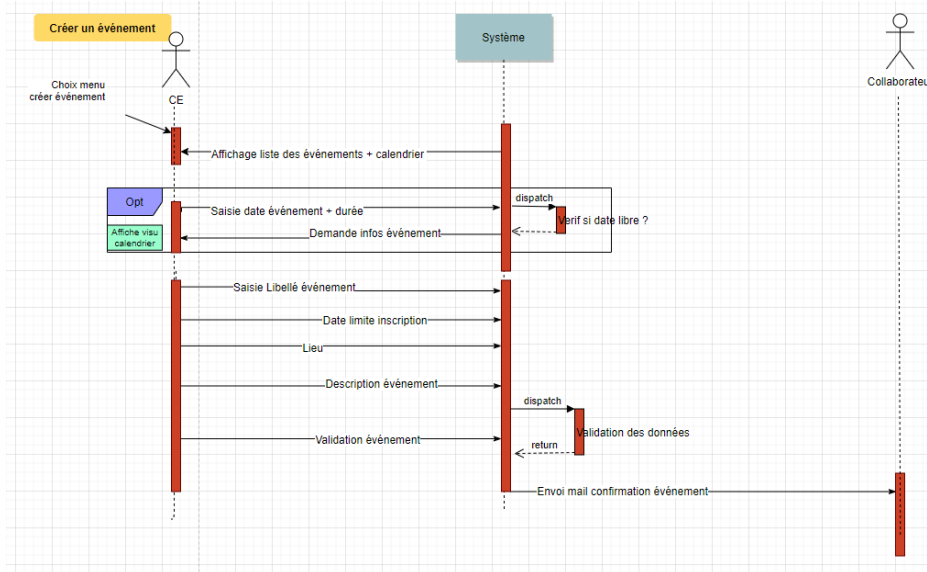 Créer un événement
Système
Collaborateur
CE
Choix menu
créer événement
Affichage liste des événements + calendrier
Opt
dispatch
Saisie date événement + durée
Verif si date libre ?
Affiche visu
calendrier
Demande infos événement
Saisie Libellé événement
Date limite inscription
Lieu
Description événement
dispatch
Validation des données
Validation événement
return
Envoi mail confirmation événement